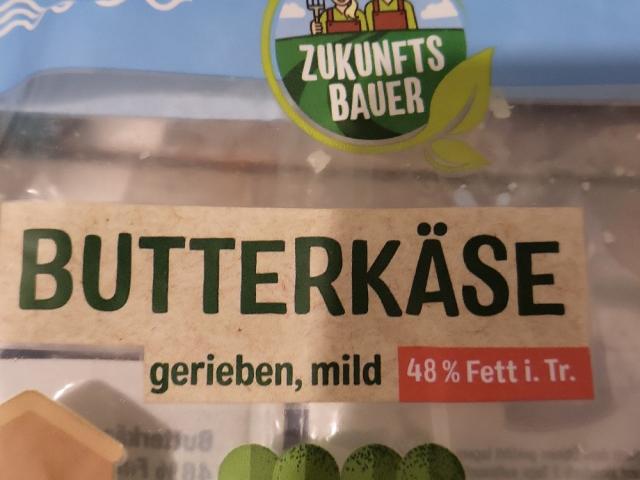 ZUKUNFTS
BAUER
BUTTERKÄSE
gerieben, mild
48 % Fett i. Tr.